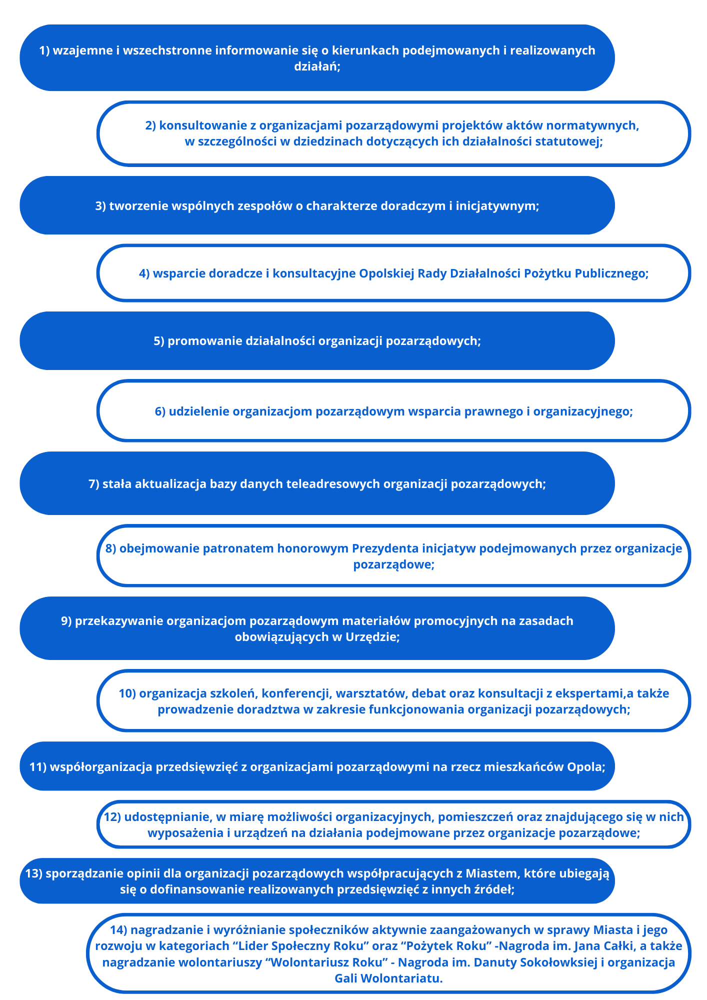 1) wzajemne i wszechstronne informowanie się o kierunkach podejmowanych i realizowanych
działań;
2) konsultowanie z organizacjami pozarządowymi projektów aktów normatywnych,
w szczególności w dziedzinach dotyczących ich działalności statutowej;
3) tworzenie wspólnych zespołów o charakterze doradczym i inicjatywnym;
4) wsparcie doradcze i konsultacyjne Opolskiej Rady Działalności Pożytku Publicznego;
5) promowanie działalności organizacji pozarządowych;
6) udzielenie organizacjom pozarządowym wsparcia prawnego i organizacyjnego;
7) stała aktualizacja bazy danych teleadresowych organizacji pozarządowych;
8) obejmowanie patronatem honorowym Prezydenta inicjatyw podejmowanych przez organizacje
pozarządowe;
9) przekazywanie organizacjom pozarządowym materiałów promocyjnych na zasadach
obowiązujących w Urzędzie;
10) organizacja szkoleń, konferencji, warsztatów, debat oraz konsultacji z ekspertami,a także
prowadzenie doradztwa w zakresie funkcjonowania organizacji pozarządowych;
11) współorganizacja przedsięwzięć z organizacjami pozarządowymi na rzecz mieszkańców Opola;
12) udostępnianie, w miarę możliwości organizacyjnych, pomieszczeń oraz znajdującego się w nich
wyposażenia i urządzeń na działania podejmowane przez organizacje pozarządowe;
13) sporządzanie opinii dla organizacji pozarządowych współpracujących z Miastem, które ubiegają
się o dofinansowanie realizowanych przedsięwzięć z innych źródeł;
14) nagradzanie i wyróżnianie społeczników aktywnie zaangażowanych w sprawy Miasta i jego
rozwoju w kategoriach “Lider Społeczny Roku” oraz “Pożytek Roku” -Nagroda im. Jana Całki, a także
nagradzanie wolontariuszy “Wolontariusz Roku” - Nagroda im. Danuty Sokołowksiej i organizacja
Gali Wolontariatu.